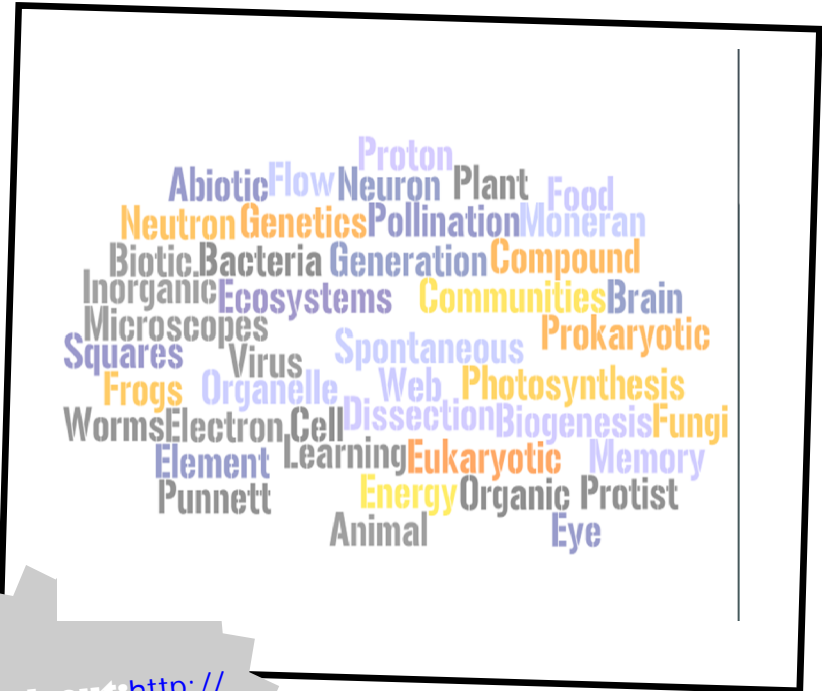 Proton
Abiotic Flow Neuron Plant Food
Neutron Genetics Pollination Moneran
Biotic. Bacteria Generation Compound
Inorganic Ecosystems Communities Brain
Microscopes Prokaryotic
Squares Virus Spontaneous
Frogs Organelle Web Photosynthesis
Worms Electron Cell Dissection Biogenesis Fungi
Element Learning Eukaryotic Memory
Punnett Energy Organic Protist
Animal Eye
http://